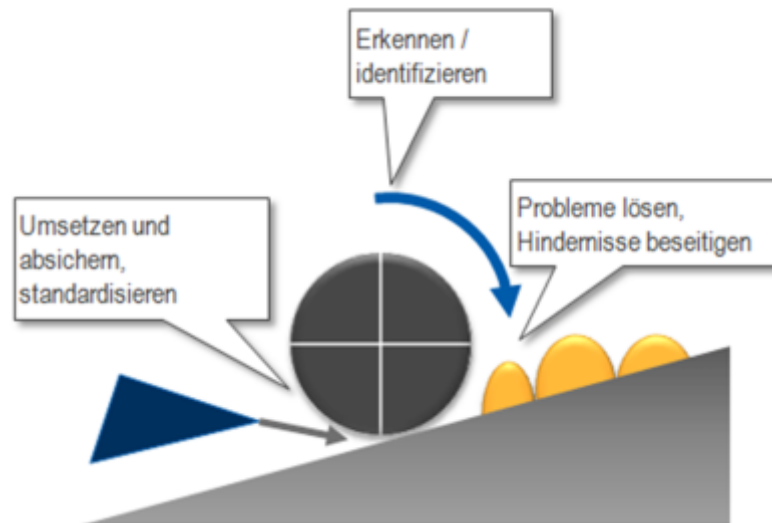 Erkennen /
identifizieren
Probleme lösen,
Hindernisse beseitigen
Umsetzen und
absichern,
standardisieren